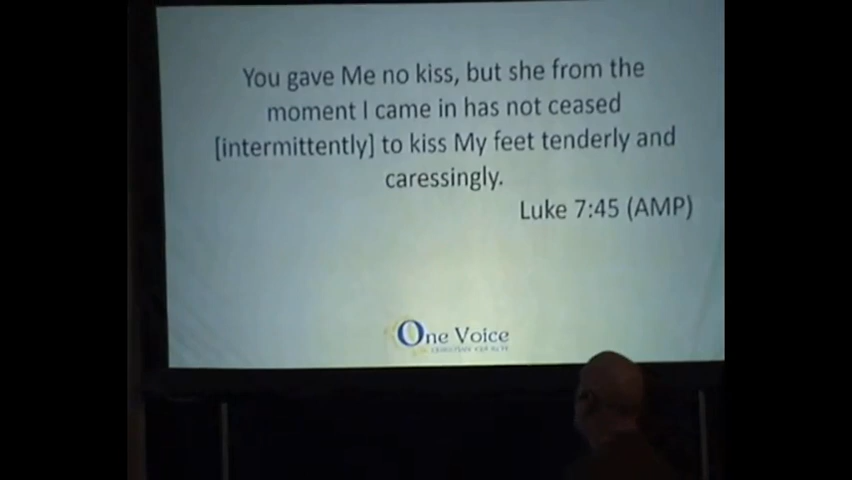 You gave Me no kiss, but she from the
moment I came in has not ceased
[intermittently] to kiss My feet tenderly and
caressingly.
Luke 7:45 (AMP)
One Voice